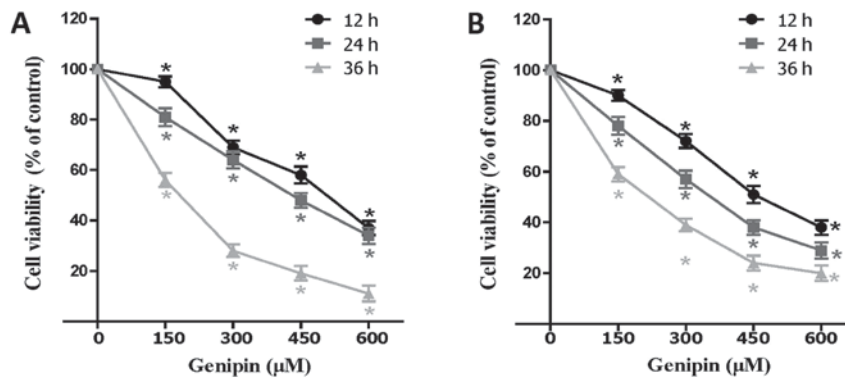 A
12 h
24 h
36 h
Cell viability (% of control)
120
100
80
60
40
20
0 150 300 450 600
Genipin (μM)
* * * *
* * * *
* * * *
B
12 h
24 h
36 h
Cell viability (% of control)
120
100
80
60
40
20
0 150 300 450 600
Genipin (μM)
* * * *
* * * *
* * * *